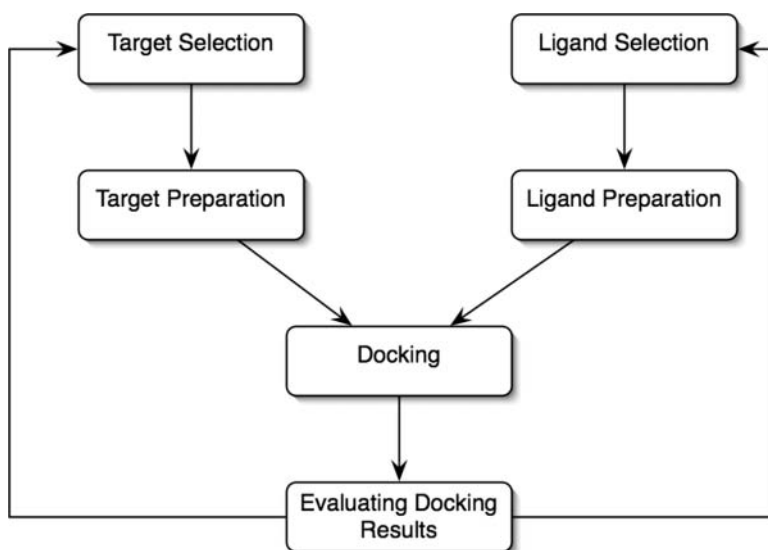 Target Selection
Ligand Selection
Target Preparation
Ligand Preparation
Docking
Evaluating Docking
Results